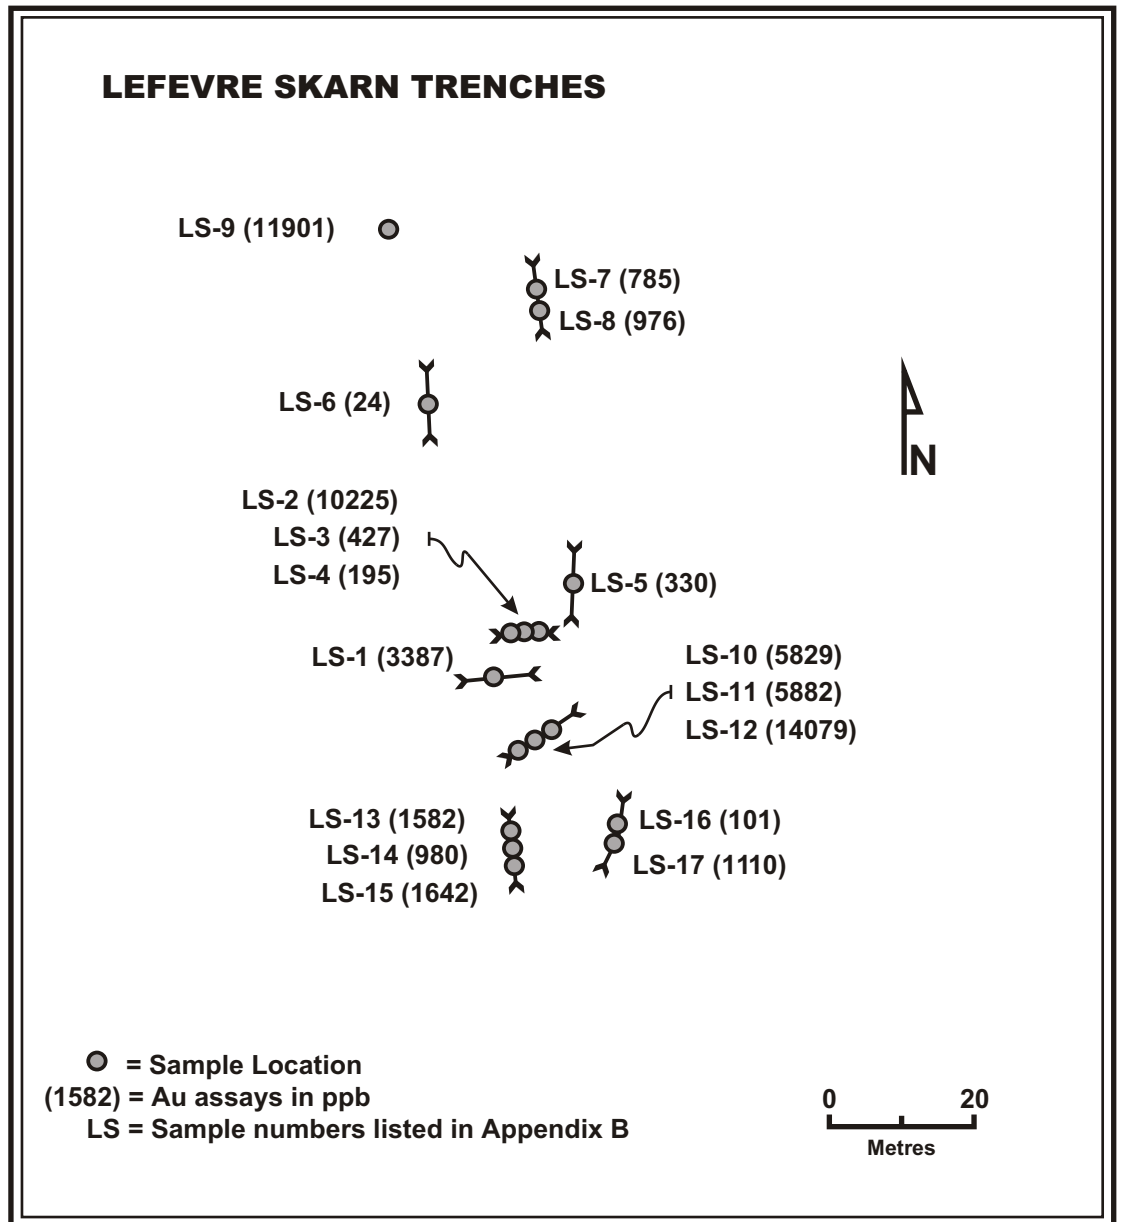 LEFEVRE SKARN TRENCHES
LS-9 (11901)
LS-7 (785)
LS-8 (976)
LS-6 (24)
N
LS-2 (10225)
LS-3 (427)
LS-4 (195)
LS-5 (330)
LS-1 (3387)
LS-10 (5829)
LS-11 (5882)
LS-12 (14079)
LS-13 (1582)
LS-14 (980)
LS-15 (1642)
LS-16 (101)
LS-17 (1110)
= Sample Location
(1582) = Au assays in ppb
LS = Sample numbers listed in Appendix B
0 20
Metres